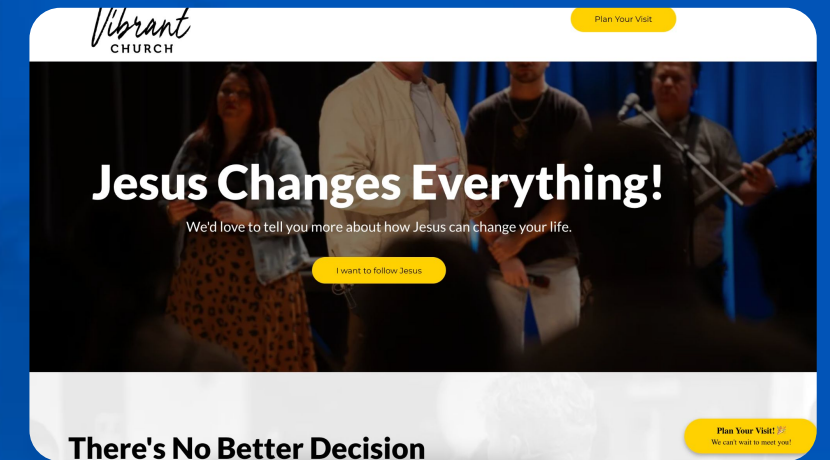 Vibrant
CHURCH
Plan Your Visit
Jesus Changes Everything!
We'd love to tell you more about how Jesus can change your life.
I want to follow Jesus
There's No Better Decision
Plan Your Visit! 👋🏼
We can't wait to meet you!